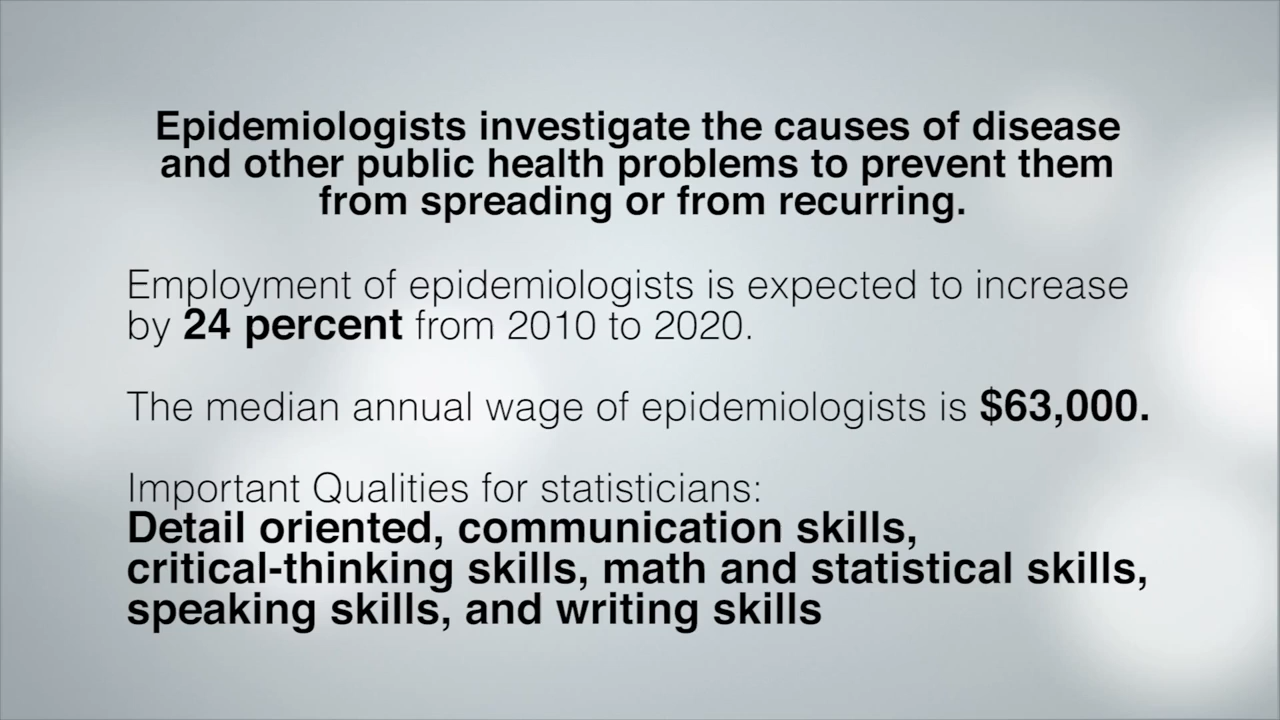 Epidemiologists investigate the causes of disease
and other public health problems to prevent them
from spreading or from recurring.
Employment of epidemiologists is expected to increase
by 24 percent from 2010 to 2020.
The median annual wage of epidemiologists is $63,000.
Important Qualities for statisticians:
Detail oriented, communication skills,
critical-thinking skills, math and statistical skills,
speaking skills, and writing skills